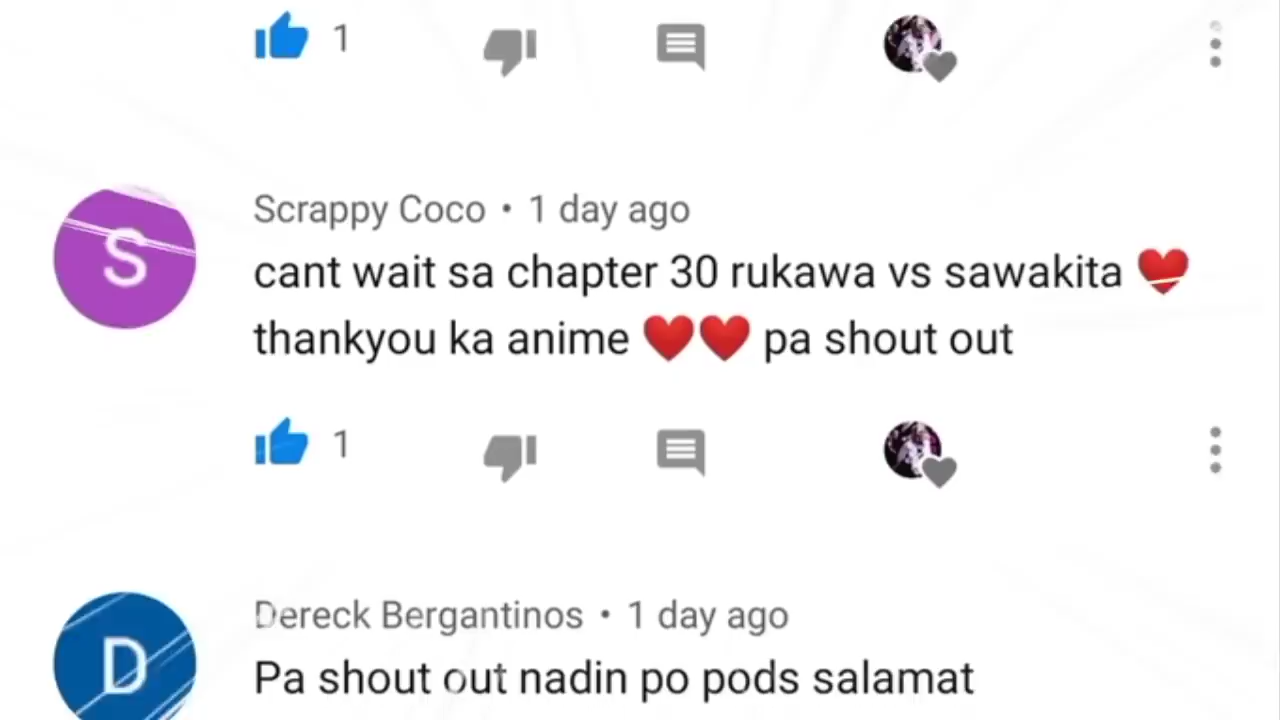 1
Scrappy Coco • 1 day ago
S
cant wait sa chapter 30 rukawa vs sawakita ❤️
thankyou ka anime ❤️❤️ pa shout out
1
Dereck Bergantinos • 1 day ago
D
Pa shout out nadin po pods salamat